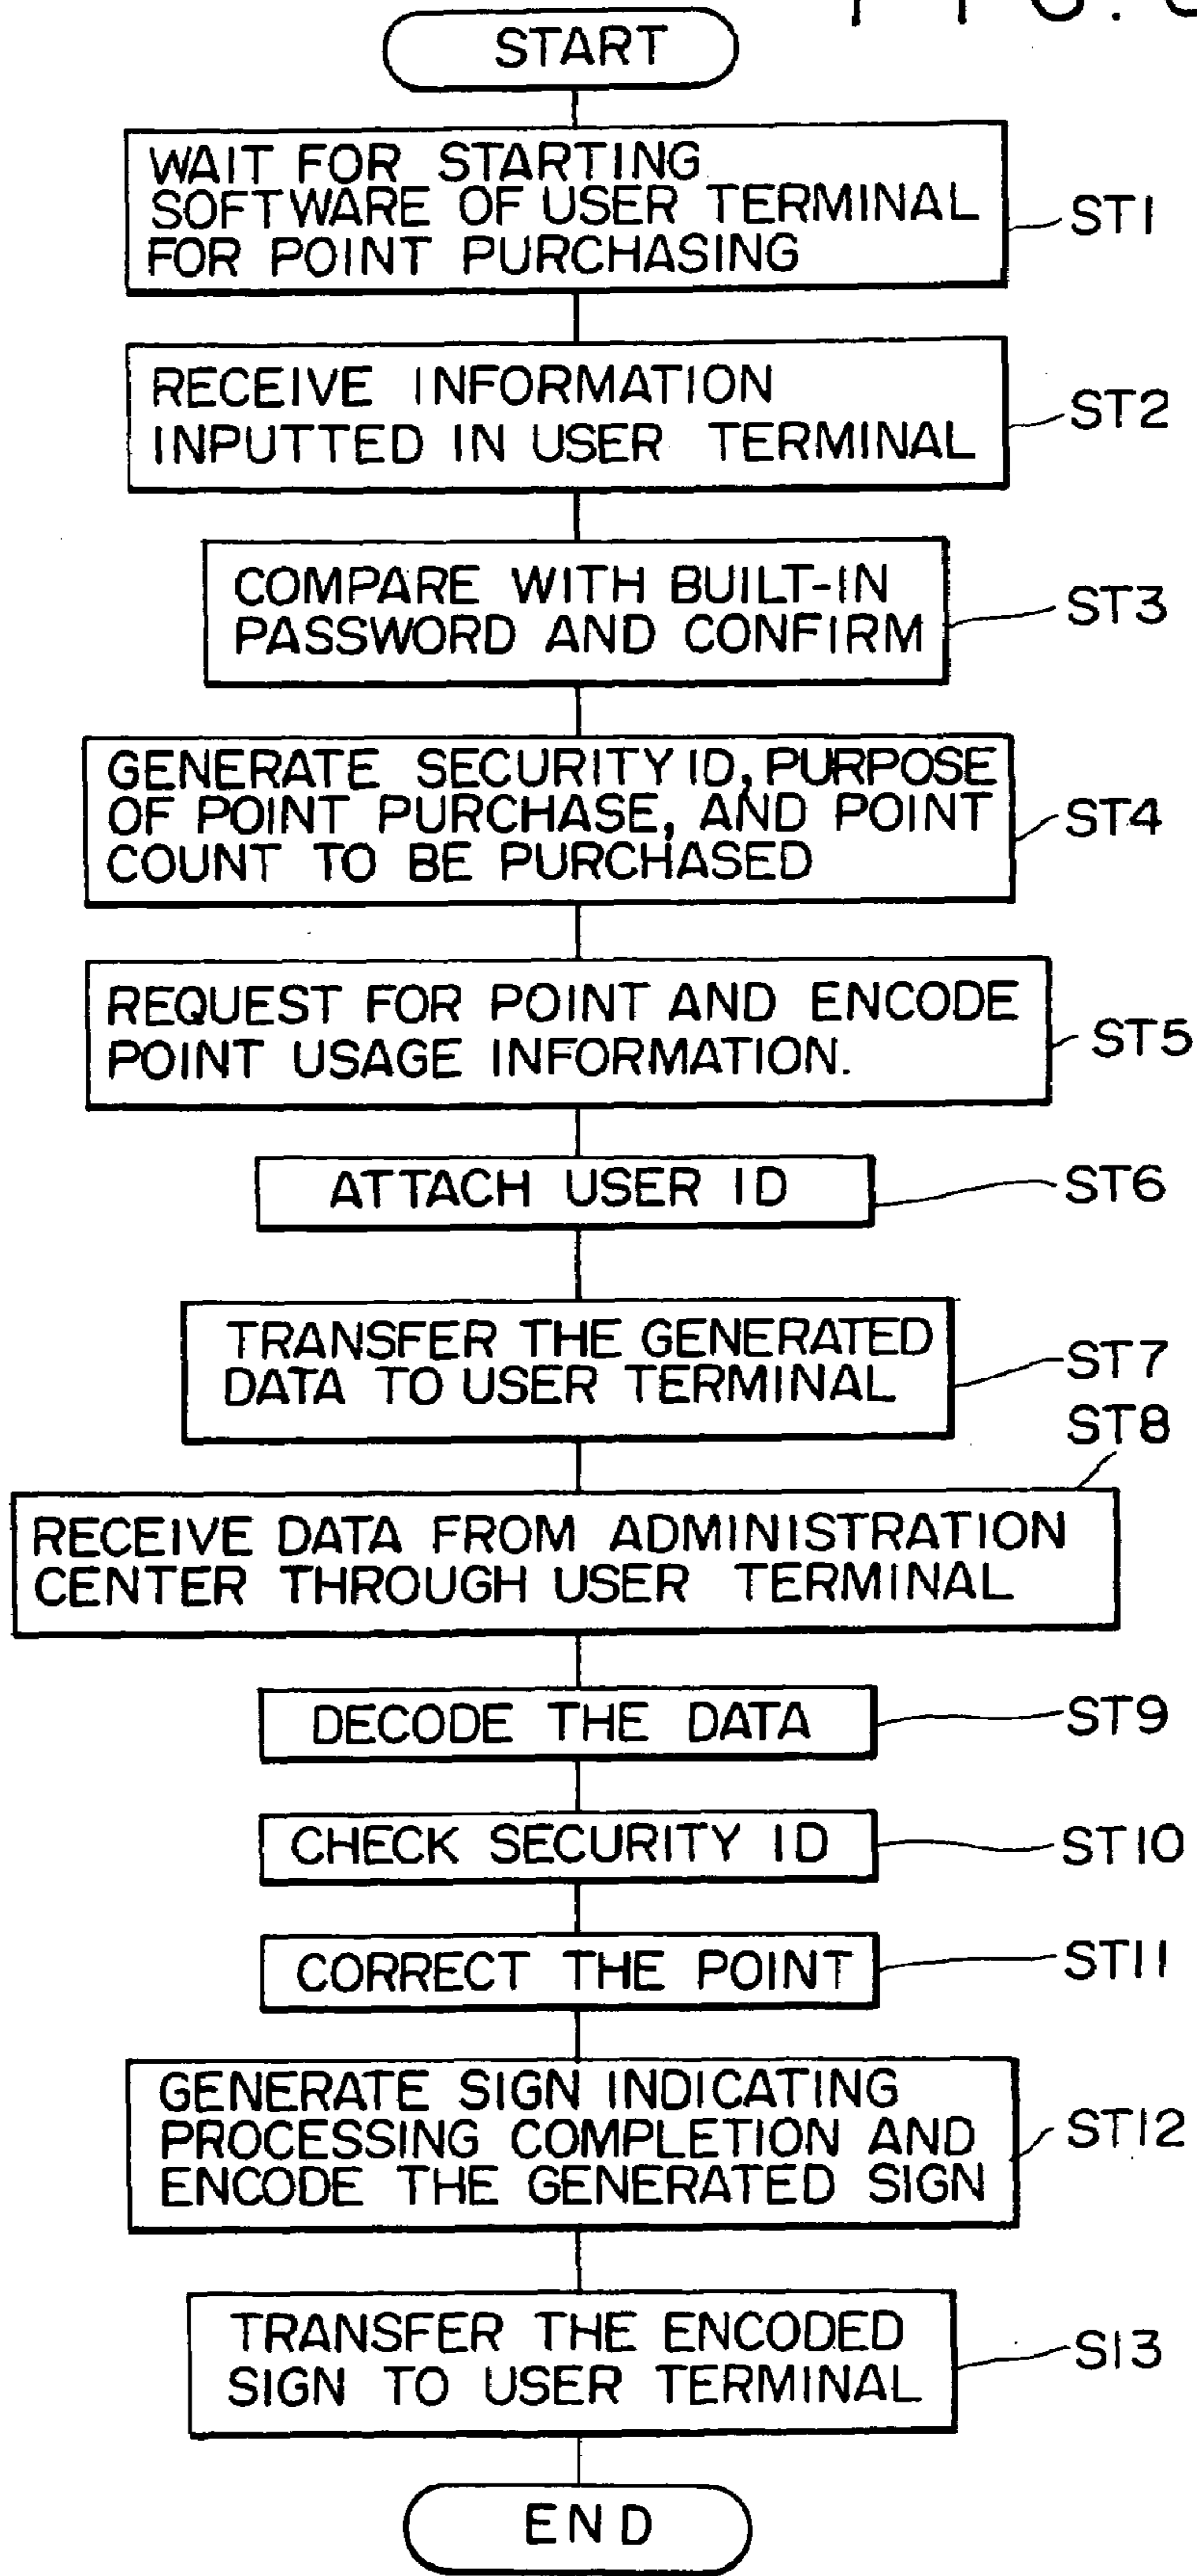 START
WAIT FOR STARTING
SOFTWARE OF USER TERMINAL
FOR POINT PURCHASING
ST1
RECEIVE INFORMATION
INPUTTED IN USER TERMINAL
ST2
COMPARE WITH BUILT-IN
PASSWORD AND CONFIRM
ST3
GENERATE SECURITY ID, PURPOSE
OF POINT PURCHASE, AND POINT
COUNT TO BE PURCHASED
ST4
REQUEST FOR POINT AND ENCODE
POINT USAGE INFORMATION.
ST5
ATTACH USER ID
ST6
TRANSFER THE GENERATED
DATA TO USER TERMINAL
ST7
ST8
RECEIVE DATA FROM ADMINISTRATION
CENTER THROUGH USER TERMINAL
DECODE THE DATA
ST9
CHECK SECURITY ID
ST10
CORRECT THE POINT
ST11
GENERATE SIGN INDICATING
PROCESSING COMPLETION AND
ENCODE THE GENERATED SIGN
ST12
TRANSFER THE ENCODED
SIGN TO USER TERMINAL
S13
END